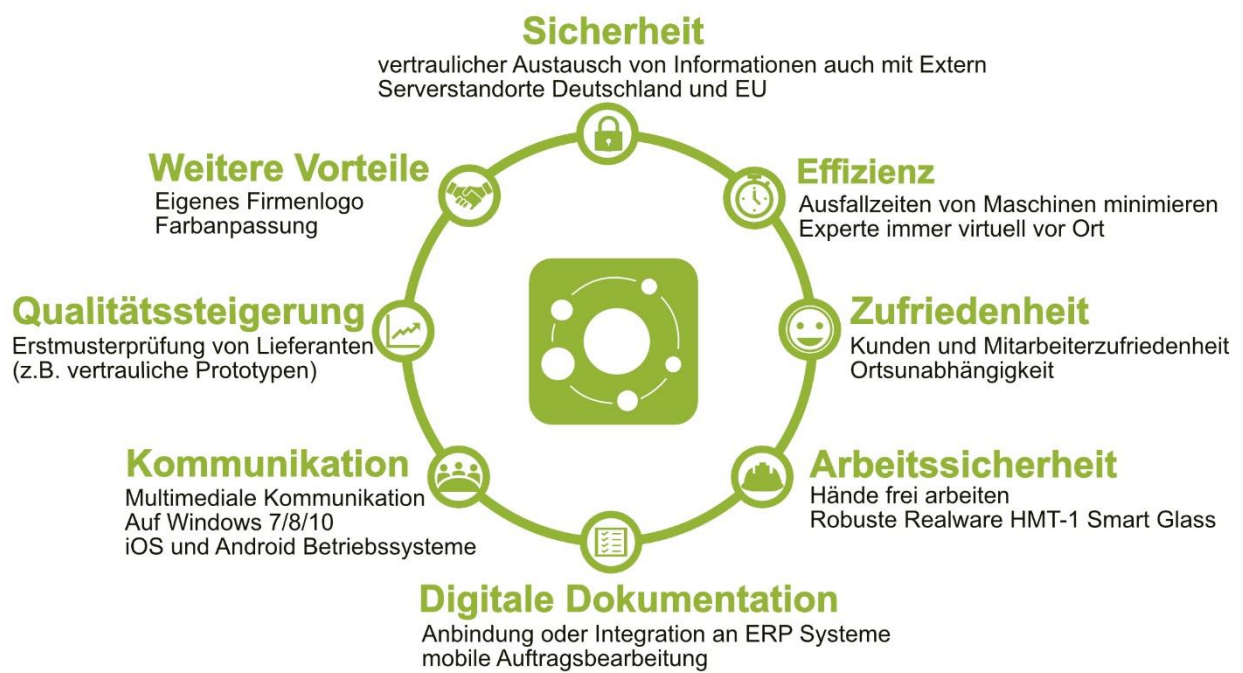 Sicherheit
vertraulicher Austausch von Informationen auch mit Extern
Serverstandorte Deutschland und EU
Effizienz
Ausfallzeiten von Maschinen minimieren
Experte immer virtuell vor Ort
Zufriedenheit
Kunden und Mitarbeiterzufriedenheit
Ortsunabhängigkeit
Arbeitssicherheit
Hände frei arbeiten
Robuste Realware HMT-1 Smart Glass
Digitale Dokumentation
Anbindung oder Integration an ERP Systeme
mobile Auftragsbearbeitung
Kommunikation
Multimediale Kommunikation
Auf Windows 7/8/10
iOS und Android Betriebssysteme
Qualitätssteigerung
Erstmusterprüfung von Lieferanten
(z.B. vertrauliche Prototypen)
Weitere Vorteile
Eigenes Firmenlogo
Farbanpassung